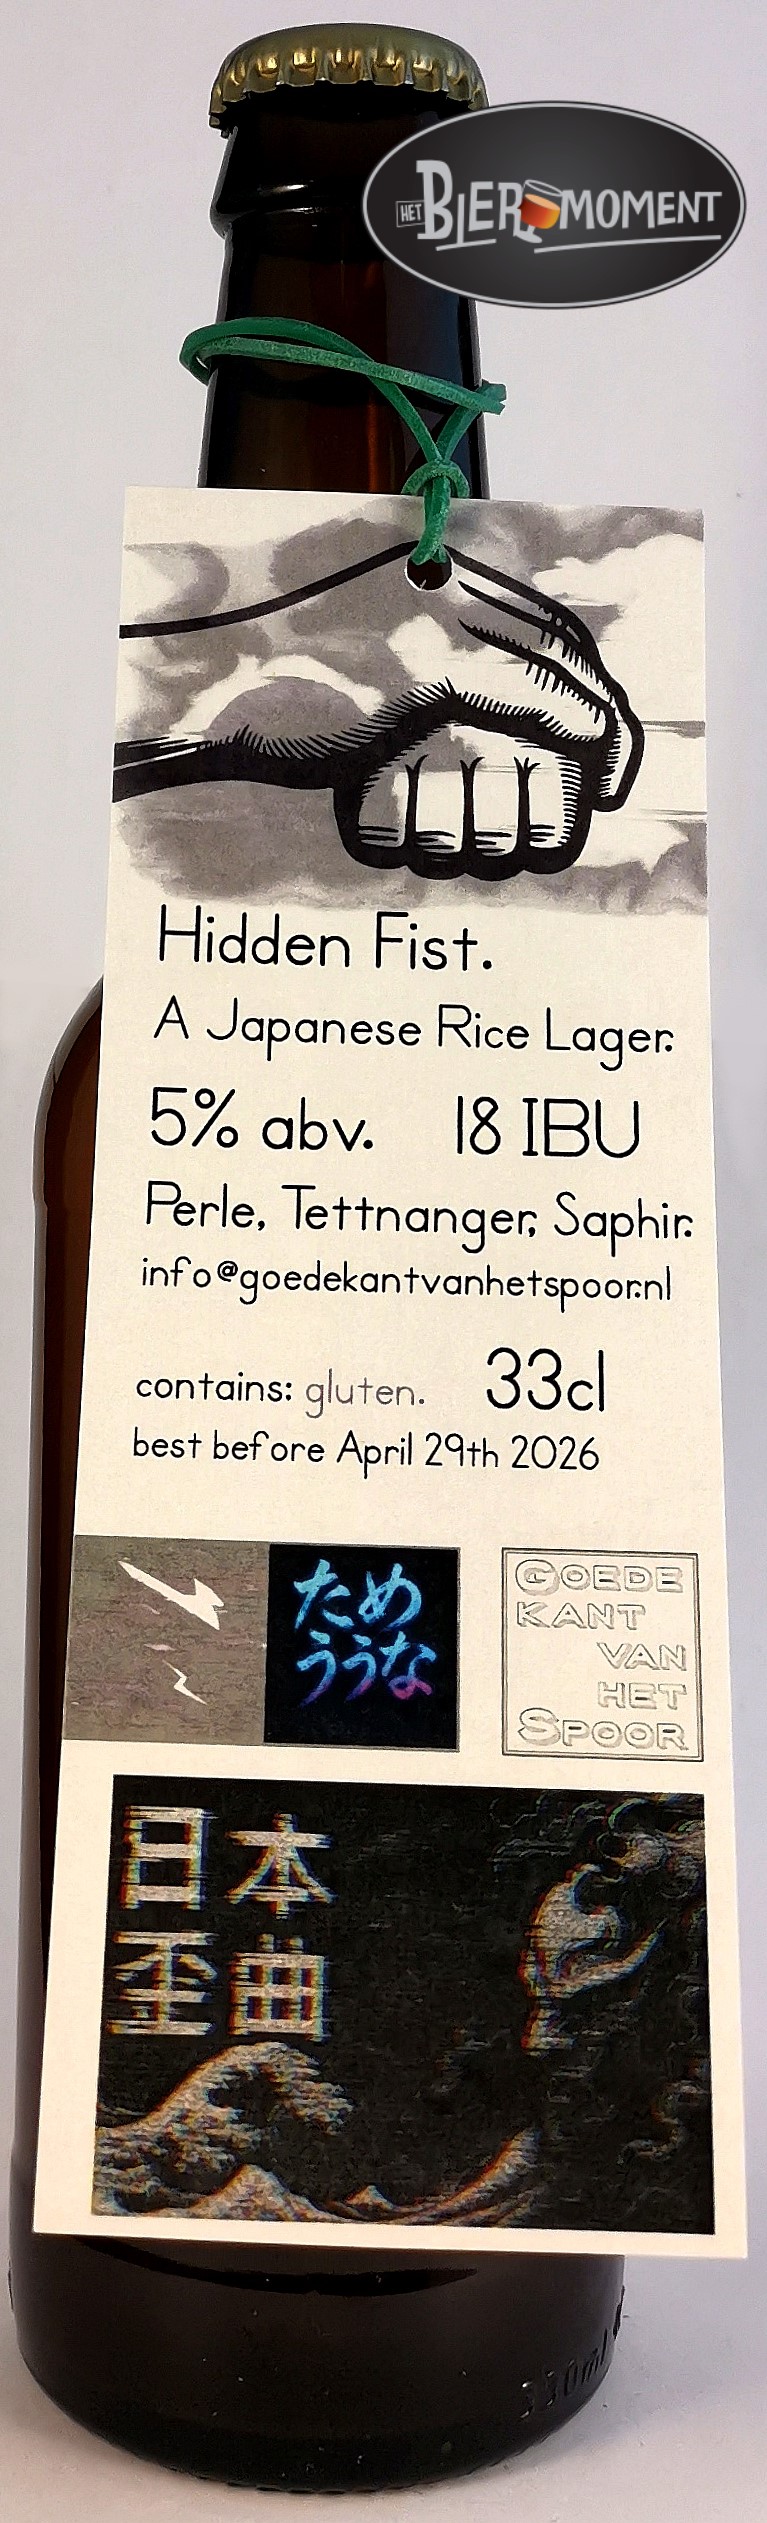 HET BIER MOMENT
Hidden Fist.
A Japanese Rice Lager.
5% abv. 18 IBU
Perle, Tettnanger, Saphir.
info@goedekantvanhetspoor.nl
contains: gluten. 33cl
best before April 29th 2026
ため
ううな
GOEDE
KANT
VAN
HET
SPOOR
日本
歪曲
330ml